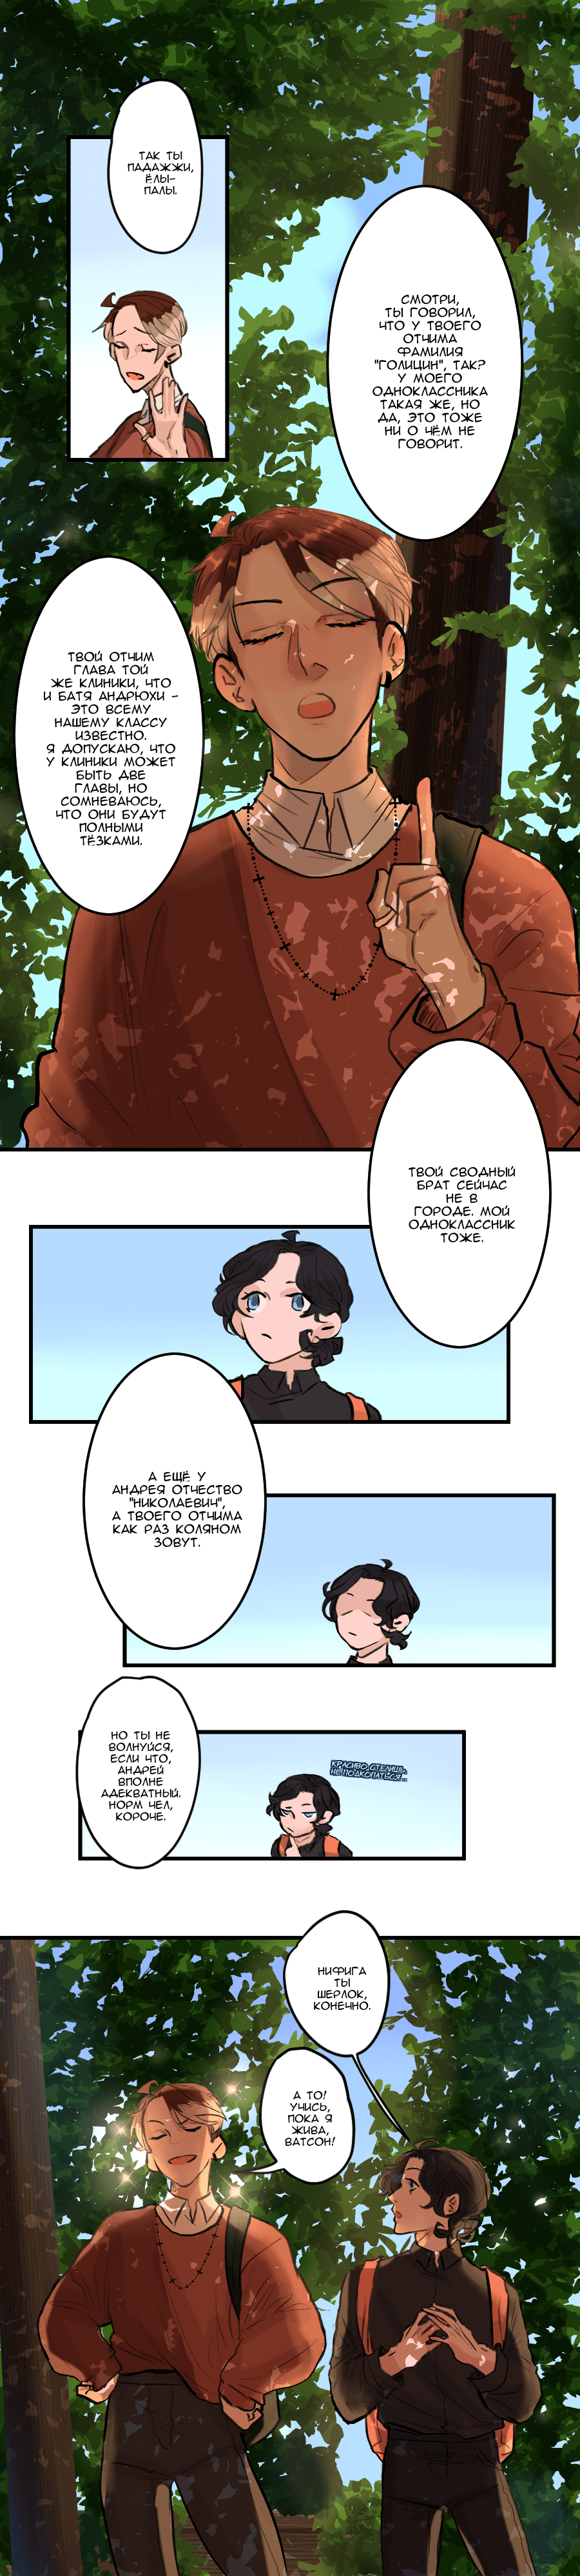 ТАК ТЫ
ПАДАЖЖИ,
ЁЛЫ-
ПАЛЫ.
СМОТРИ,
ТЫ ГОВОРИЛ,
ЧТО У ТВОЕГО
ОТЧИМА
ФАМИЛИЯ
"ГОЛИЦИН", ТАК?
У МОЕГО
ОДНОКЛАССНИКА
ТАКАЯ ЖЕ, НО
ДА, ЭТО ТОЖЕ
НИ О ЧЁМ НЕ
ГОВОРИТ.
ТВОЙ ОТЧИМ
ГЛАВА ТОЙ
ЖЕ КЛИНИКИ, ЧТО
И БАТЯ АНДРЮХИ -
ЭТО ВСЕМУ
НАШЕМУ КЛАССУ
ИЗВЕСТНО.
Я ДОПУСКАЮ, ЧТО
У КЛИНИКИ МОЖЕТ
БЫТЬ ДВЕ
ГЛАВЫ, НО
СОМНЕВАЮСЬ,
ЧТО ОНИ БУДУТ
ПОЛНЫМИ
ТЁЗКАМИ.
ТВОЙ СВОДНЫЙ
БРАТ СЕЙЧАС
НЕ В
ГОРОДЕ. МОЙ
ОДНОКЛАССНИК
ТОЖЕ.
А ЕЩЁ У
АНДРЕЯ ОТЧЕСТВО
"НИКОЛАЕВИЧ",
А ТВОЕГО ОТЧИМА
КАК РАЗ КОЛЯНОМ
ЗОВУТ.
НО ТЫ НЕ
ВОЛНУЙСЯ,
ЕСЛИ ЧТО,
АНДРЕЙ
ВПОЛНЕ
АДЕКВАТНЫЙ.
НОРМ ЧЕЛ,
КОРОЧЕ.
КРАСИВО СТЕЛИШЬ,
НЕ ПОДКОПАТЬСЯ...
НИФИГА
ТЫ
ШЕРЛОК,
КОНЕЧНО.
А ТО!
УЧИСЬ,
ПОКА Я
ЖИВА,
ВАТСОН!